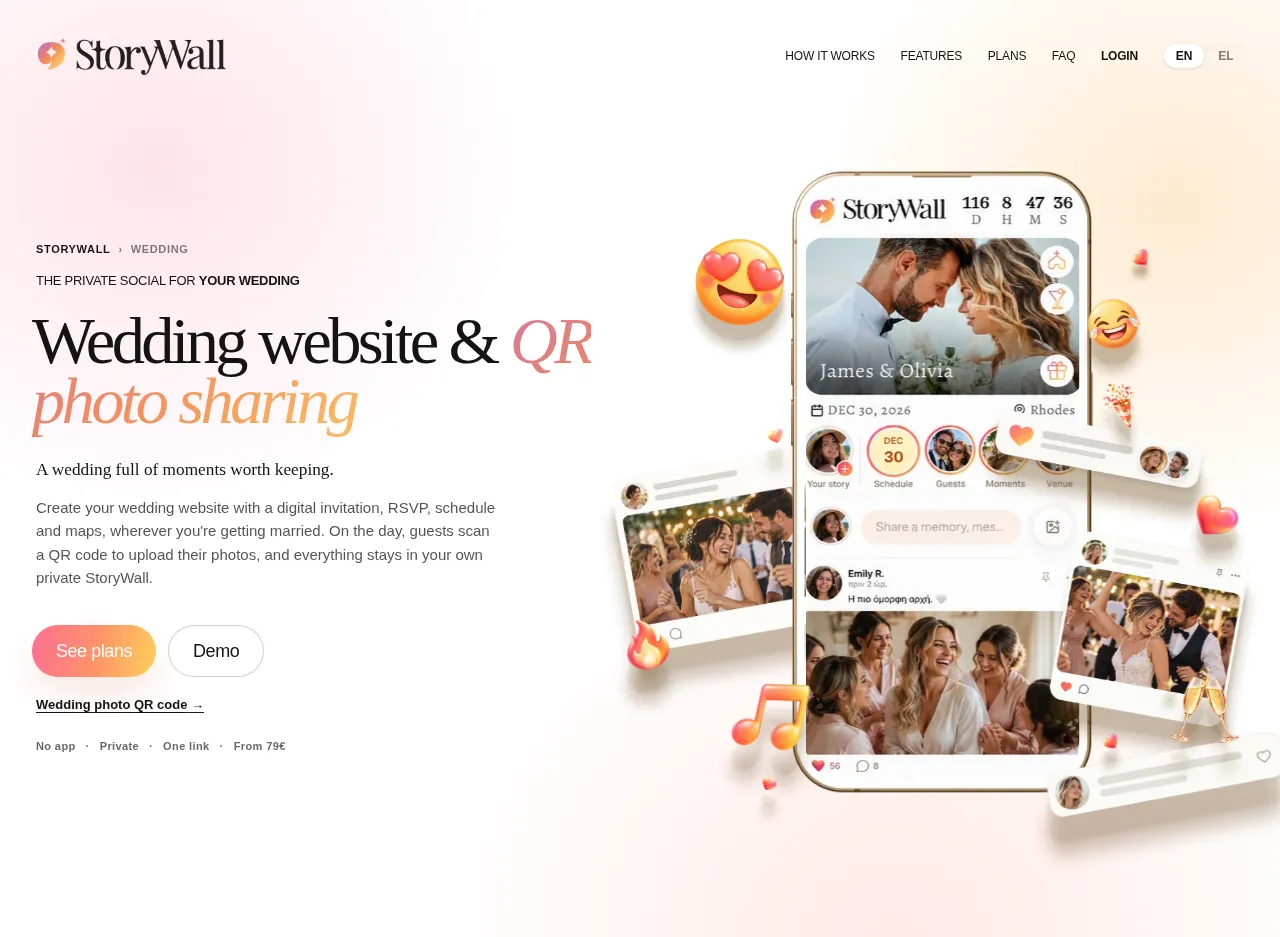 StoryWall
HOW IT WORKS FEATURES PLANS FAQ LOGIN EN EL
STORYWALL › WEDDING
THE PRIVATE SOCIAL FOR YOUR WEDDING
Wedding website & QR
photo sharing
A wedding full of moments worth keeping.
Create your wedding website with a digital invitation, RSVP, schedule
and maps, wherever you're getting married. On the day, guests scan
a QR code to upload their photos, and everything stays in your own
private StoryWall.
See plans Demo
Wedding photo QR code →
No app · Private · One link · From 79€
StoryWall
116 8 47 36
D H M S
James & Olivia
DEC 30, 2026 Rhodes
DEC
30
Your story Schedule Guests Moments Venue
Share a memory, mes...
Emily R.
πριν 2 ώρ.
Η πιο όμορφη αρχή. 🤍
56 8